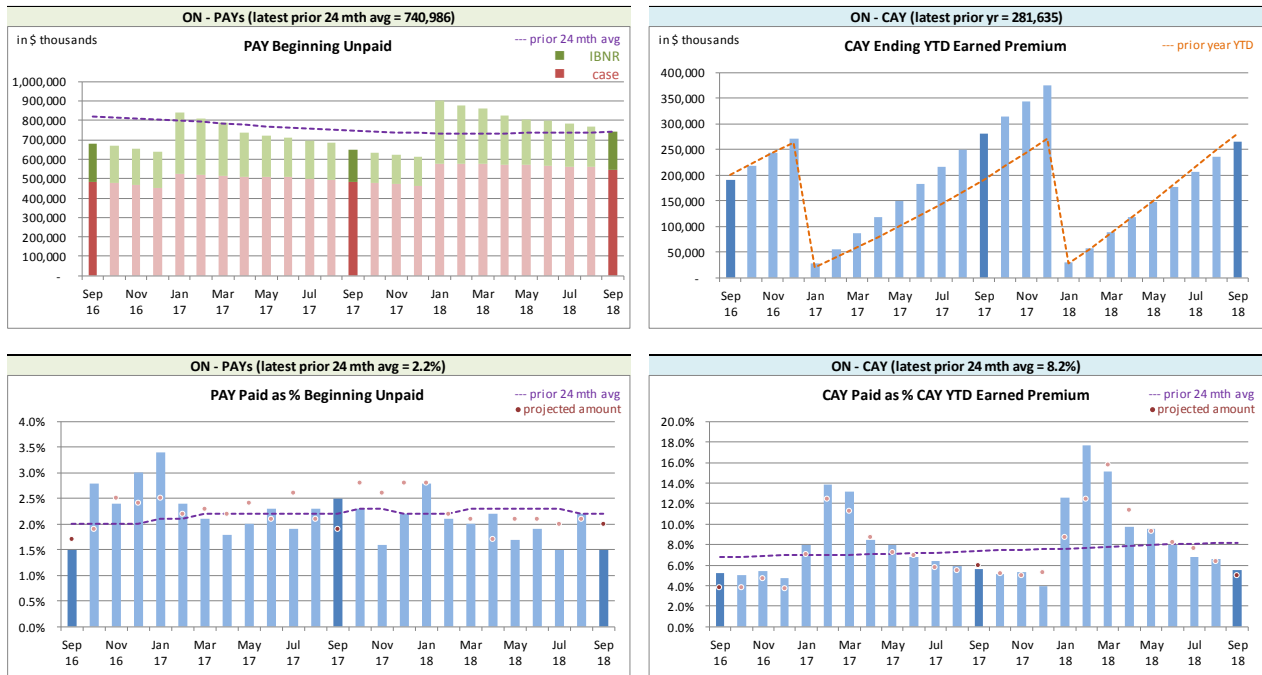 ON - PAYs (latest prior 24 mth avg = 740,986)
in $ thousands
PAY Beginning Unpaid
--- prior 24 mth avg
IBNR
case
1,000,000
900,000
800,000
700,000
600,000
500,000
400,000
300,000
200,000
100,000
-
Sep Nov Jan Mar May Jul Sep Nov Jan Mar May Jul Sep
16 16 17 17 17 17 17 17 18 18 18 18 18
ON - CAY (latest prior yr = 281,635)
in $ thousands
CAY Ending YTD Earned Premium
--- prior year YTD
400,000
350,000
300,000
250,000
200,000
150,000
100,000
50,000
-
Sep Nov Jan Mar May Jul Sep Nov Jan Mar May Jul Sep
16 16 17 17 17 17 17 17 18 18 18 18 18
ON - PAYs (latest prior 24 mth avg = 2.2%)
PAY Paid as % Beginning Unpaid
--- prior 24 mth avg
projected amount
4.0%
3.5%
3.0%
2.5%
2.0%
1.5%
1.0%
0.5%
0.0%
Sep Nov Jan Mar May Jul Sep Nov Jan Mar May Jul Sep
16 16 17 17 17 17 17 17 18 18 18 18 18
ON - CAY (latest prior 24 mth avg = 8.2%)
CAY Paid as % CAY YTD Earned Premium
--- prior 24 mth avg
projected amount
20.0%
18.0%
16.0%
14.0%
12.0%
10.0%
8.0%
6.0%
4.0%
2.0%
0.0%
Sep Nov Jan Mar May Jul Sep Nov Jan Mar May Jul Sep
16 16 17 17 17 17 17 17 18 18 18 18 18